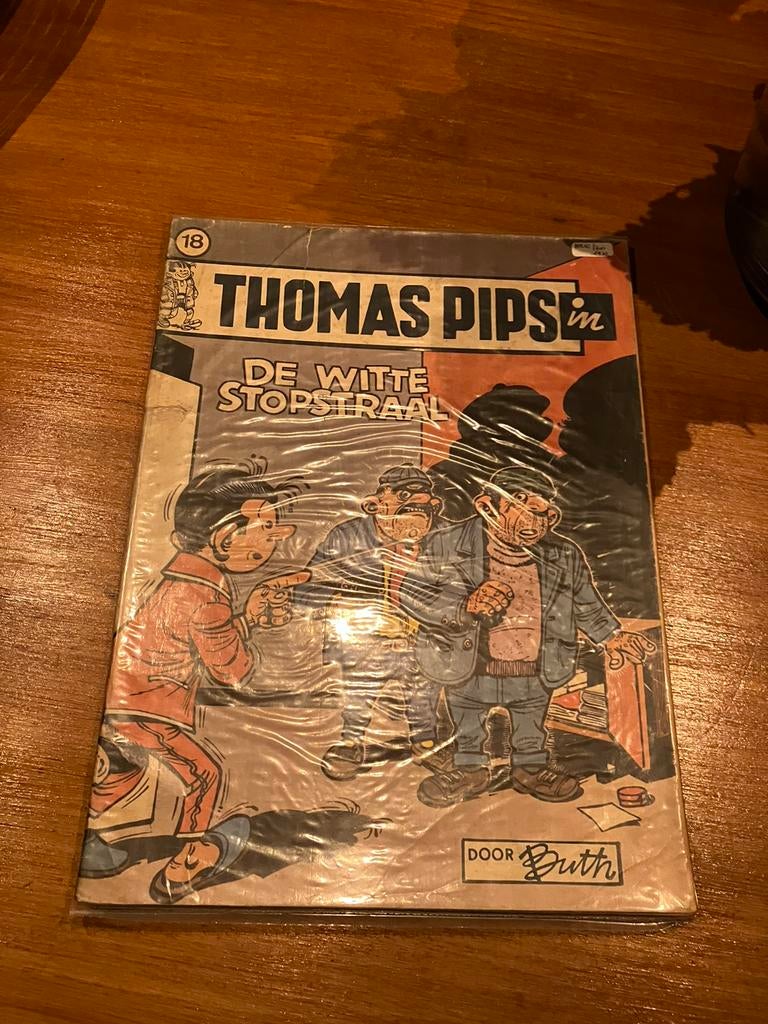 18
THOMAS PIPS in
DE WITTE
STOPSTRAAL
DOOR Buth